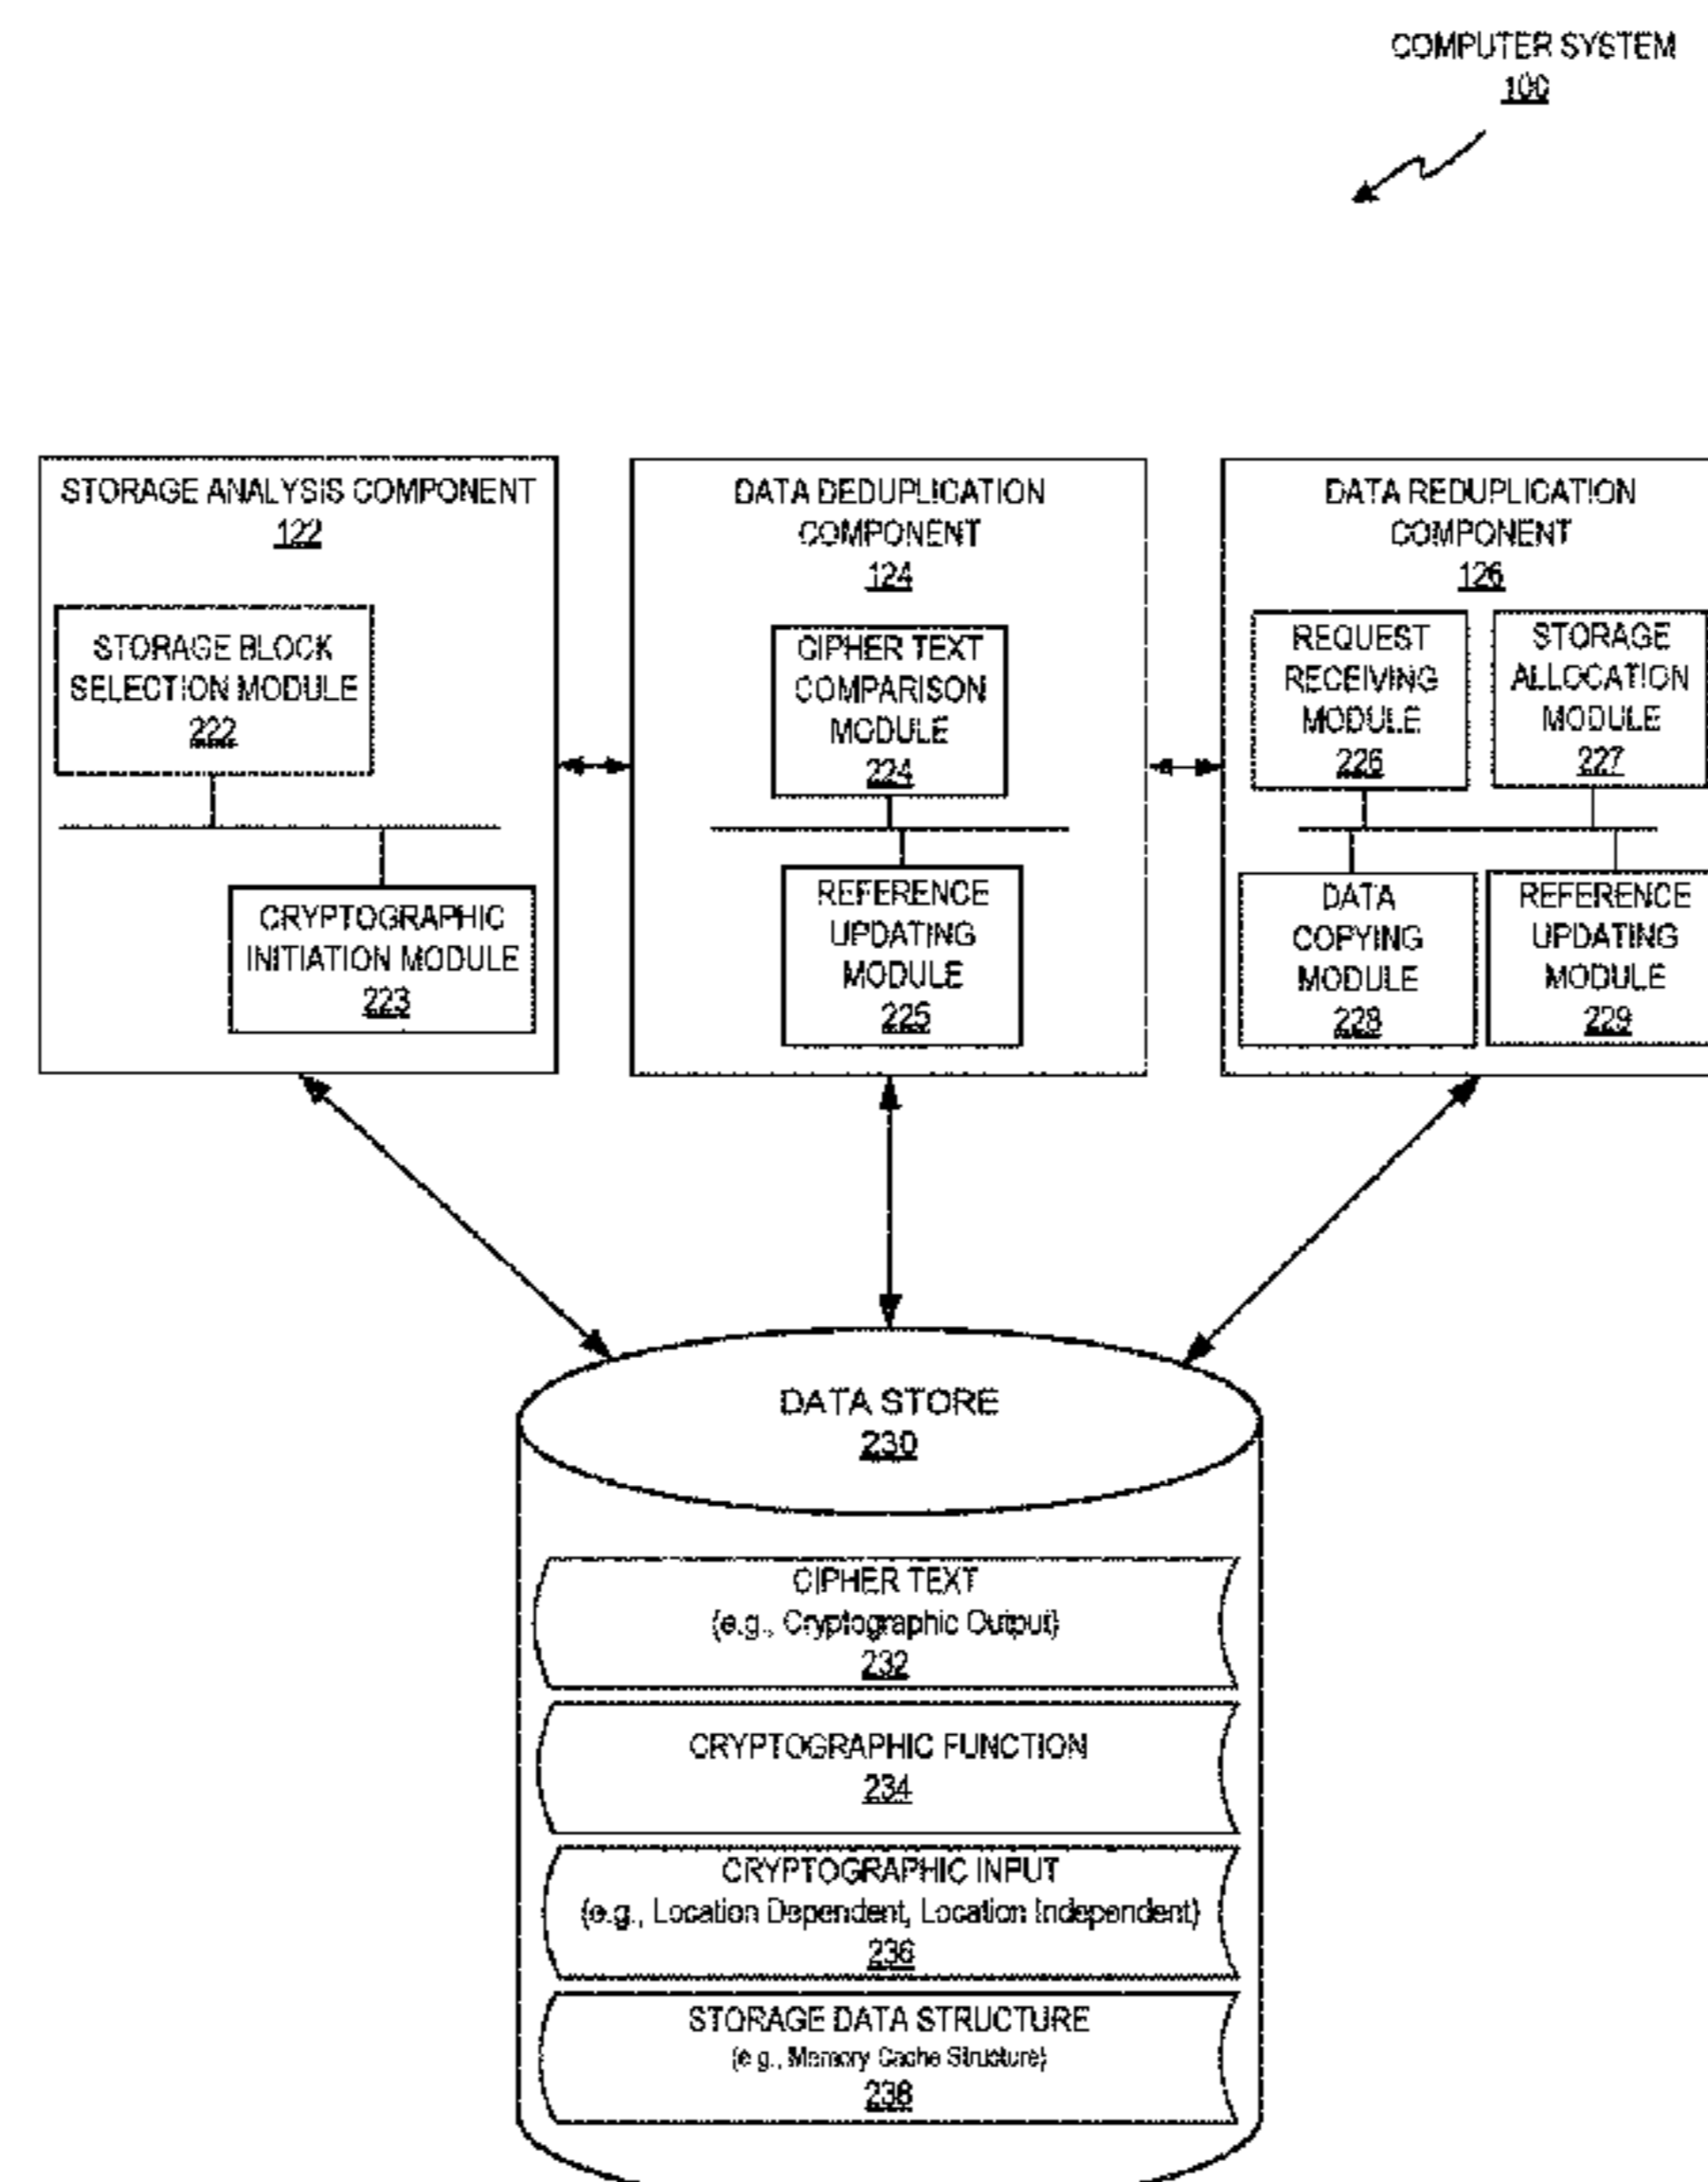 COMPUTER SYSTEM
100
STORAGE ANALYSIS COMPONENT
122
STORAGE BLOCK
SELECTION MODULE
222
CRYPTOGRAPHIC
INITIATION MODULE
223
DATA DEDUPLICATION
COMPONENT
124
CIPHER TEXT
COMPARISON
MODULE
224
REFERENCE
UPDATING
MODULE
225
DATA REDUPLICATION
COMPONENT
126
REQUEST
RECEIVING
MODULE
226
STORAGE
ALLOCATION
MODULE
227
DATA
COPYING
MODULE
228
REFERENCE
UPDATING
MODULE
229
DATA STORE
230
CIPHER TEXT
(e.g., Cryptographic Output)
232
CRYPTOGRAPHIC FUNCTION
234
CRYPTOGRAPHIC INPUT
(e.g., Location Dependent, Location Independent)
236
STORAGE DATA STRUCTURE
(e.g., Memory Cache Structure)
238